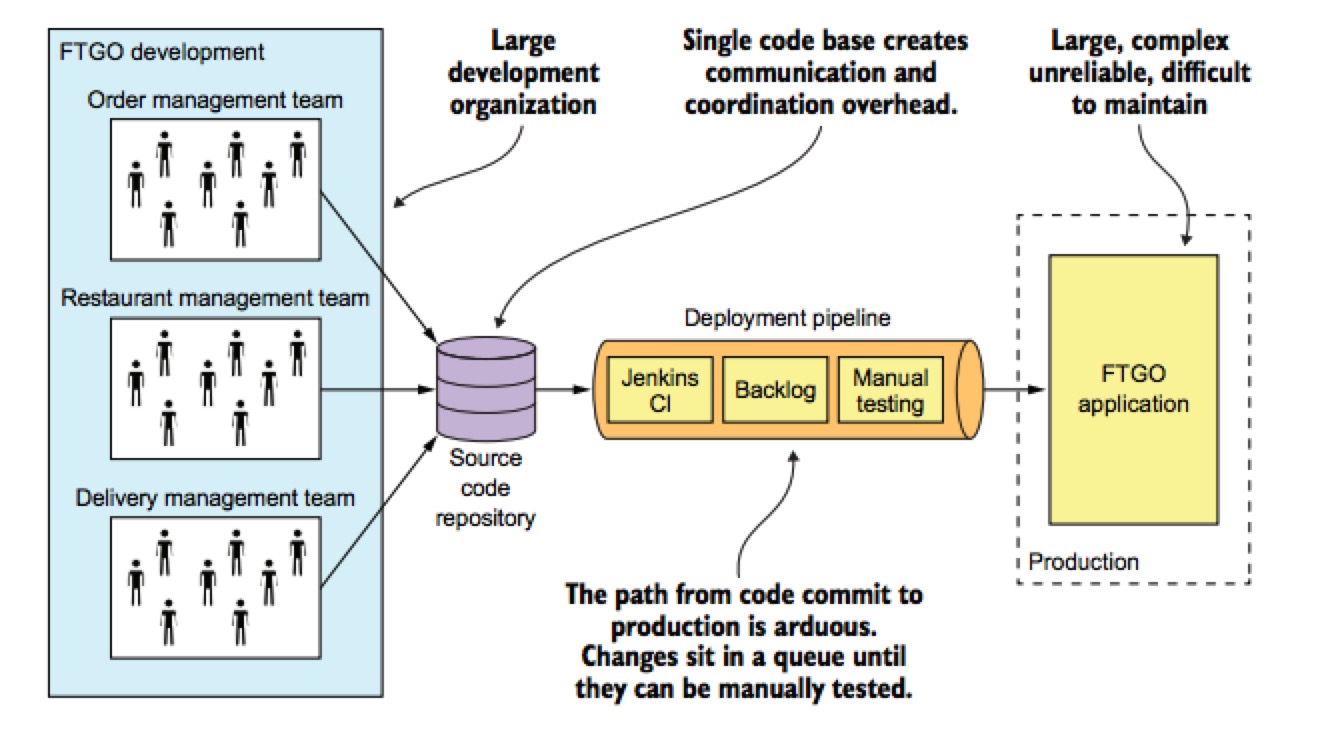 FTGO development
Order management team
Restaurant management team
Delivery management team
Large
development
organization
Single code base creates
communication and
coordination overhead.
Large, complex
unreliable, difficult
to maintain
Source
code
repository
Deployment pipeline
Jenkins
CI
Backlog
Manual
testing
The path from code commit to
production is arduous.
Changes sit in a queue until
they can be manually tested.
FTGO
application
Production